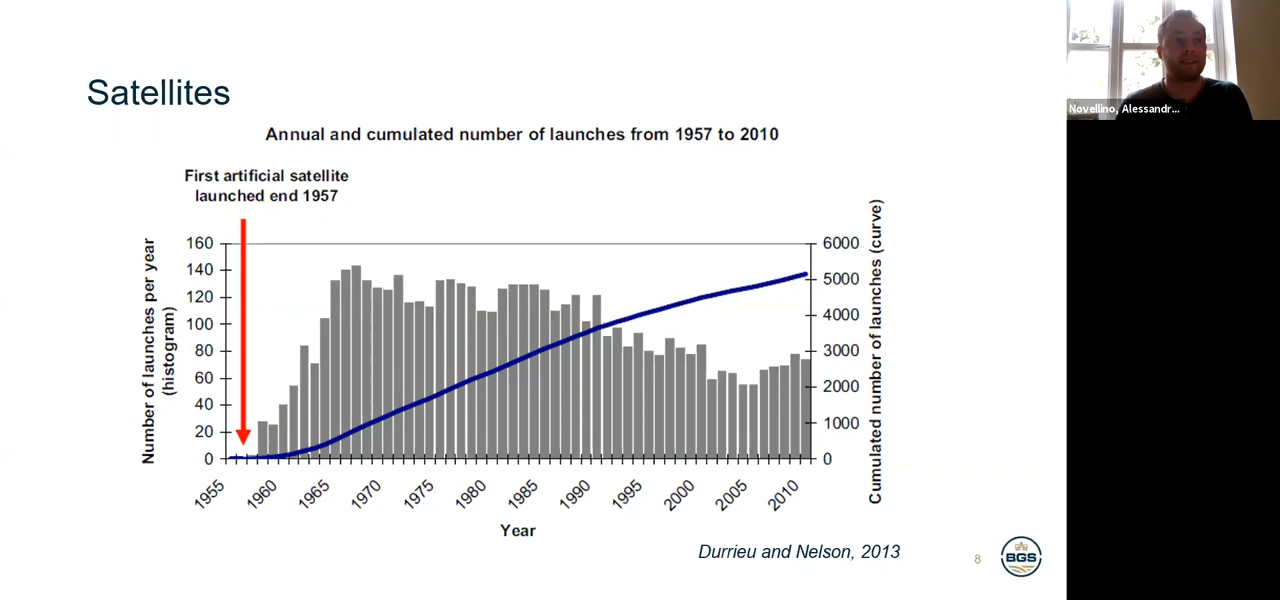 Satellites
Annual and cumulated number of launches from 1957 to 2010
First artificial satellite
launched end 1957
Number of launches per year
(histogram)
160
140
120
100
80
60
40
20
0
6000
5000
4000
3000
2000
1000
0
Cumulated number of launches (curve)
1955
1960
1965
1970
1975
1980
1985
1990
1995
2000
2005
2010
Year
Durrieu and Nelson, 2013
8
BGS
Novellino, Alessandr...